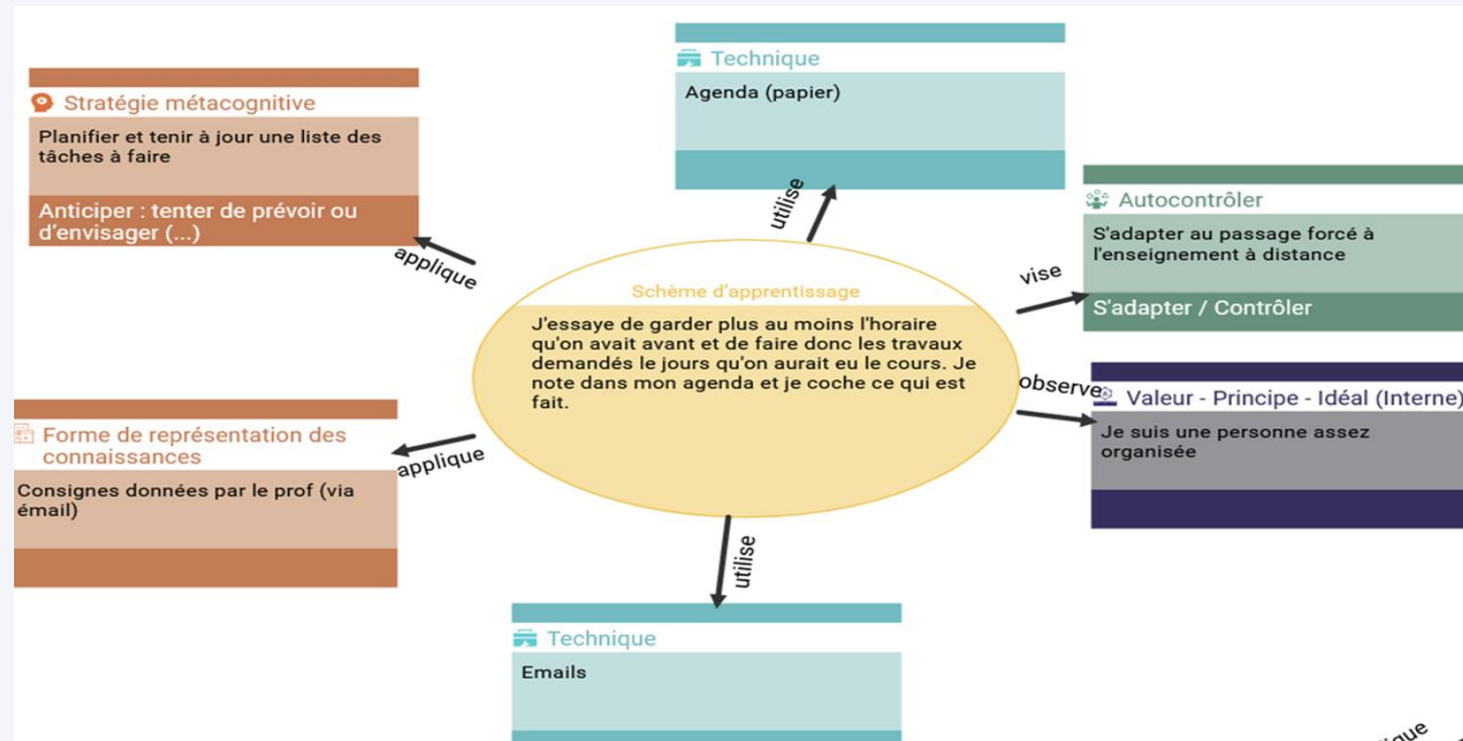 Technique
Agenda (papier)
Stratégie métacognitive
Planifier et tenir à jour une liste des
tâches à faire
Anticiper : tenter de prévoir ou
d'envisager (...)
utilise
applique
Autocontrôler
S'adapter au passage forcé à
l'enseignement à distance
S'adapter / Contrôler
vise
Schème d'apprentissage
J'essaye de garder plus au moins l'horaire
qu'on avait avant et de faire donc les travaux
demandés le jours qu'on aurait eu le cours. Je
note dans mon agenda et je coche ce qui est
fait.
observe
Valeur - Principe - Idéal (Interne)
Je suis une personne assez
organisée
Forme de représentation des
connaissances
Consignes données par le prof (via
émail)
applique
utilise
Technique
Emails